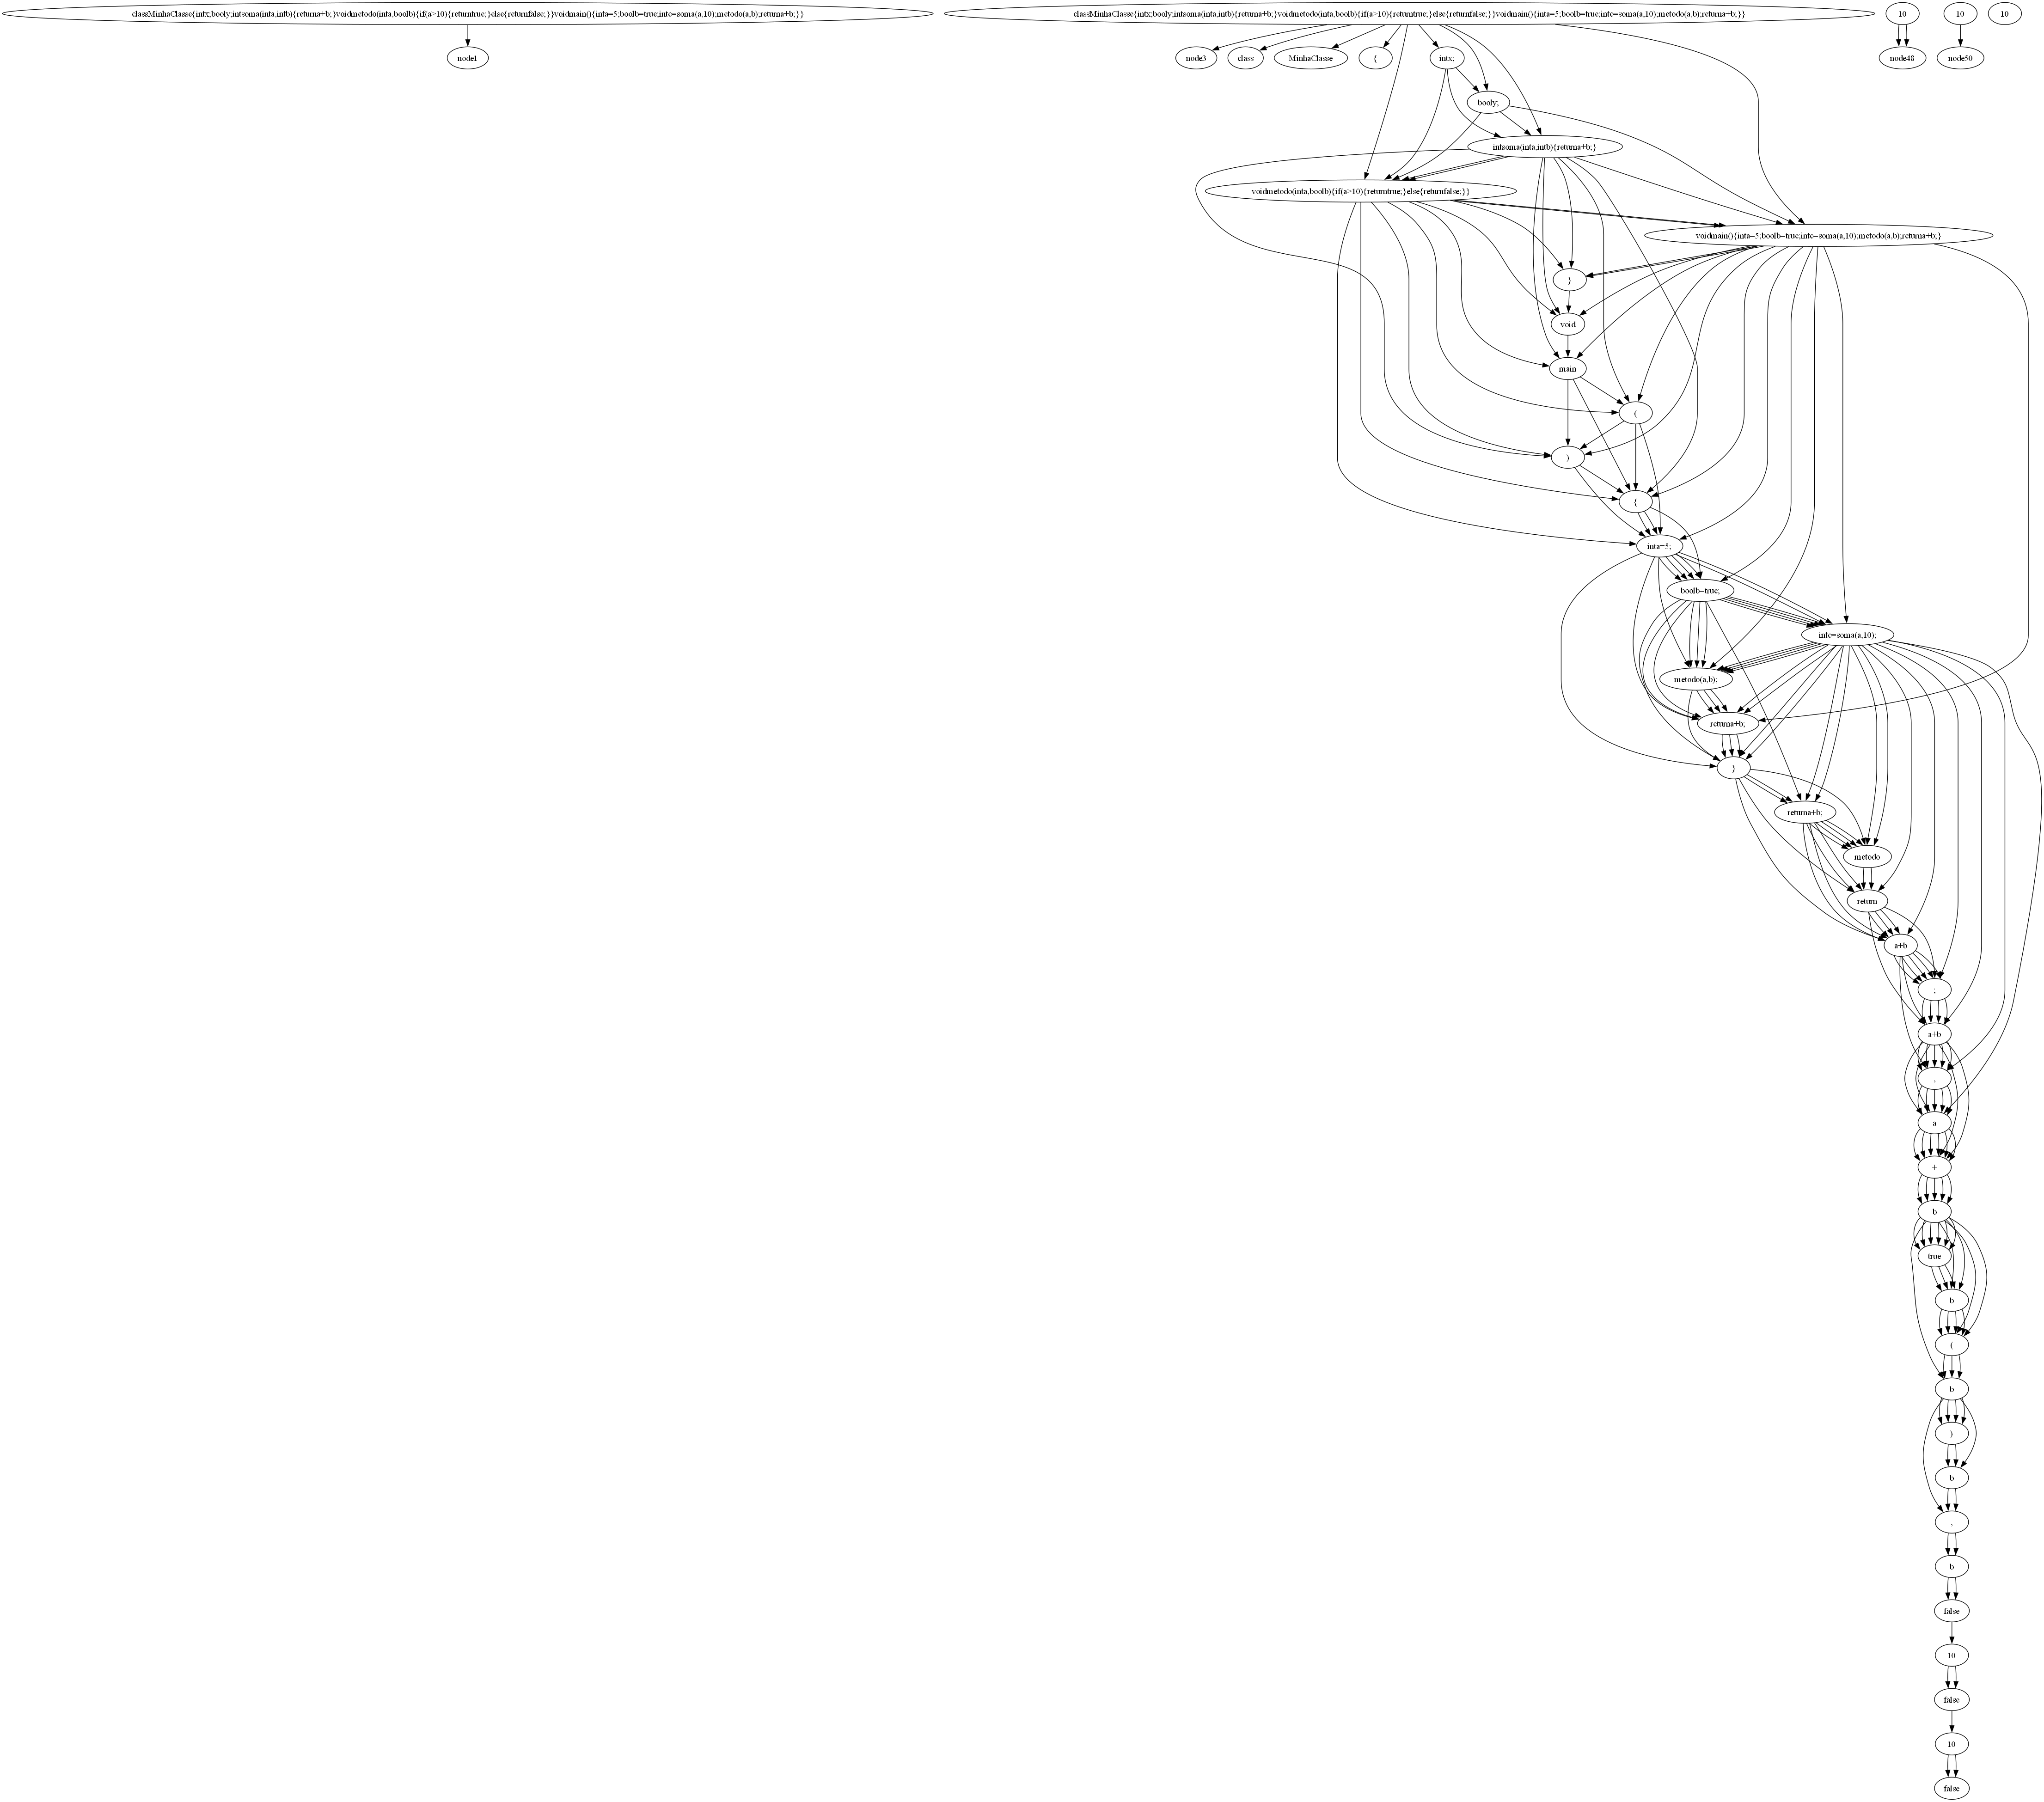 classMinhaClasse{intx;booly;intsoma(inta,intb){returna+b;}voidmetodo(inta,boolb){if(a>10){returntrue;}else{returnfalse;}}voidmain(){inta=5;boolb=true;intc=soma(a,10);metodo(a,b);returna+b;}}
classMinhaClasse{intx;booly;intsoma(inta,intb){returna+b;}voidmetodo(inta,boolb){if(a>10){returntrue;}else{returnfalse;}}voidmain(){inta=5;boolb=true;intc=soma(a,10);metodo(a,b);returna+b;}}
10
10
10
node1
node3
class
MinhaClasse
{
intx;
node48
node50
booly;
intsoma(inta,intb){returna+b;}
voidmetodo(inta,boolb){if(a>10){returntrue;}else{returnfalse;}}
voidmain(){inta=5;boolb=true;intc=soma(a,10);metodo(a,b);returna+b;}
}
void
main
(
)
{
inta=5;
boolb=true;
intc=soma(a,10);
metodo(a,b);
returna+b;
}
returna+b;
metodo
return
a+b
;
a+b
,
a
+
b
true
b
(
b
)
b
,
b
false
10
false
10
false